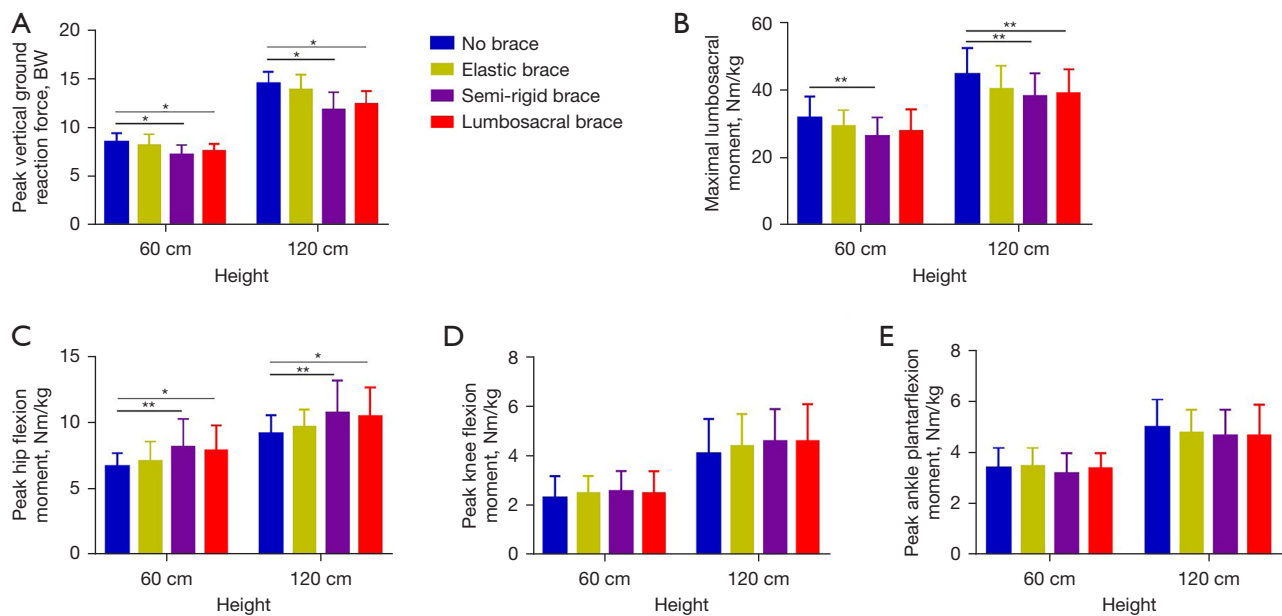 A
Peak vertical ground
reaction force, BW
20
15
10
5
0
*
*
*
*
60 cm
120 cm
Height
No brace
Elastic brace
Semi-rigid brace
Lumbosacral brace
B
Maximal lumbosacral
moment, Nm/kg
60
40
20
0
**
**
**
60 cm
120 cm
Height
C
Peak hip flexion
moment, Nm/kg
15
10
5
0
*
**
*
**
60 cm
120 cm
Height
D
Peak knee flexion
moment, Nm/kg
8
6
4
2
0
60 cm
120 cm
Height
E
Peak ankle plantarflexion
moment, Nm/kg
8
6
4
2
0
60 cm
120 cm
Height